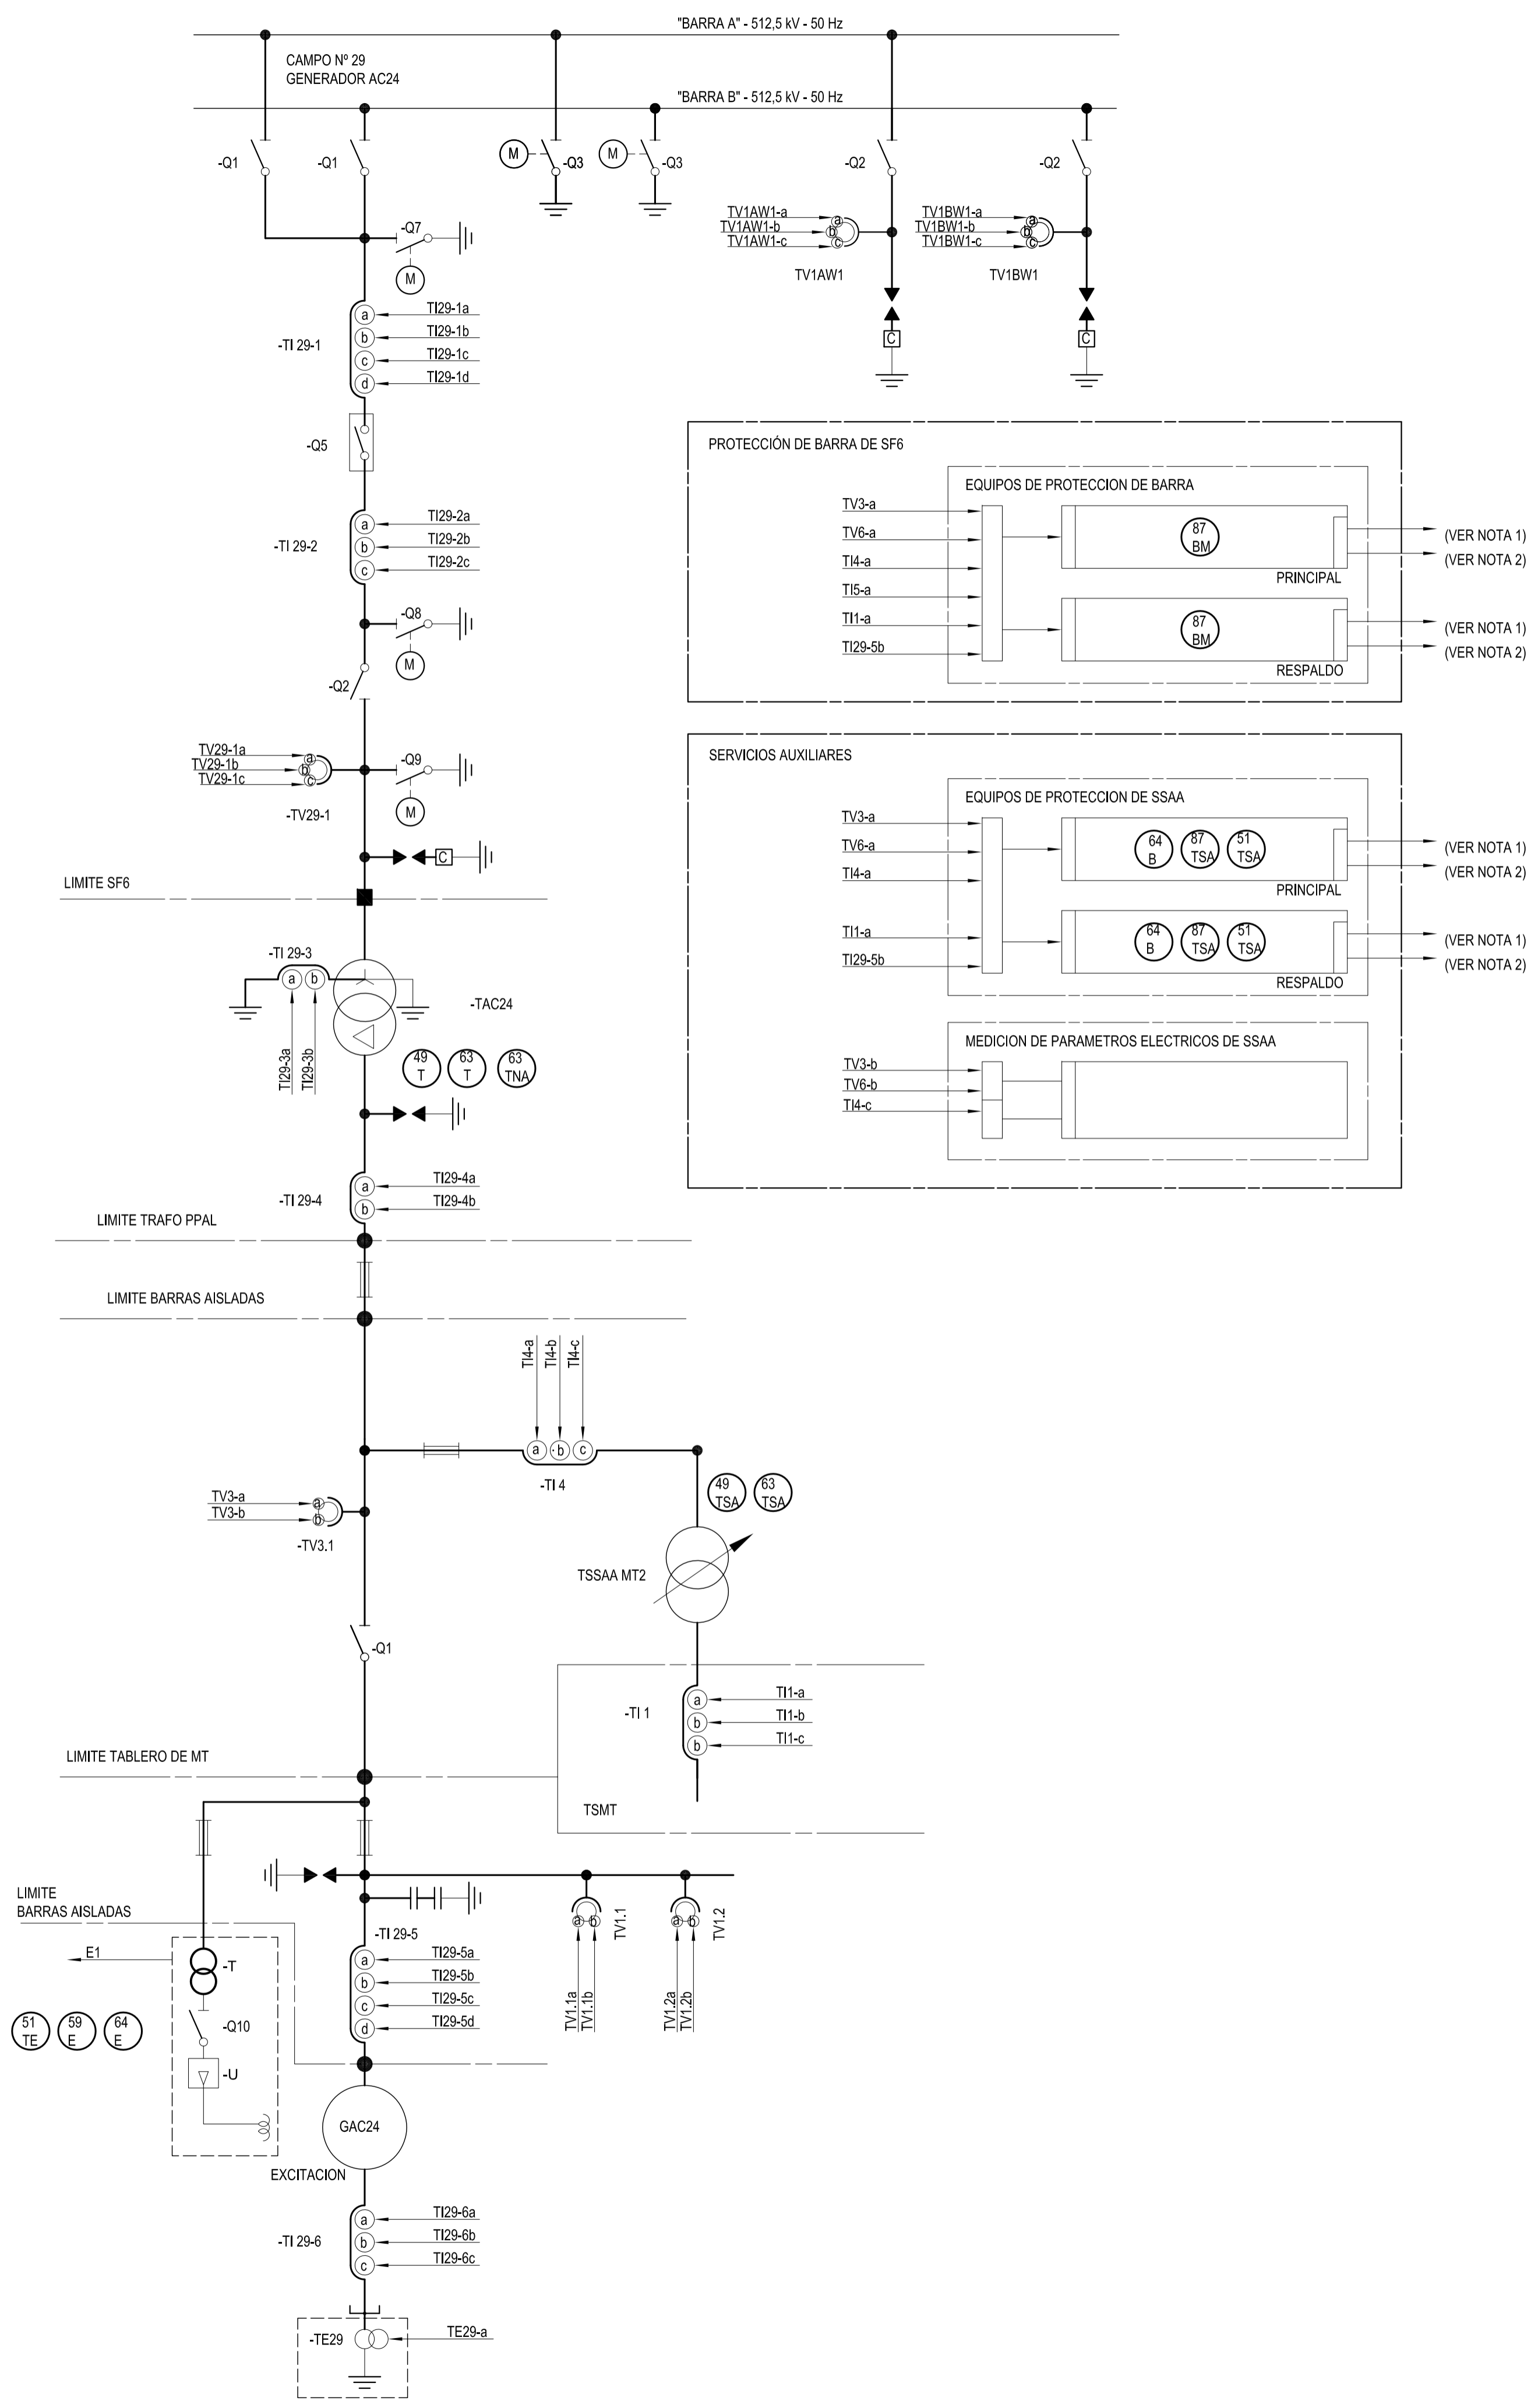 "BARRA A" - 512,5 kV - 50 Hz
CAMPO Nº 29
GENERADOR AC24
"BARRA B" - 512,5 kV - 50 Hz
-Q1
-Q1
M
-Q3
M
-Q3
-Q2
-Q2
-Q7
M
TV1AW1-a
TV1AW1-b
TV1AW1-c
a
b
c
TV1AW1
TV1BW1-a
TV1BW1-b
TV1BW1-c
a
b
c
TV1BW1
C
C
-TI 29-1
a
b
c
d
TI29-1a
TI29-1b
TI29-1c
TI29-1d
-Q5
-TI 29-2
a
b
c
TI29-2a
TI29-2b
TI29-2c
-Q8
M
-Q2
TV29-1a
TV29-1b
TV29-1c
a
b
c
-TV29-1
-Q9
M
C
LIMITE SF6
PROTECCIÓN DE BARRA DE SF6
EQUIPOS DE PROTECCION DE BARRA
TV3-a
TV6-a
TI4-a
TI5-a
TI1-a
TI29-5b
87
BM
PRINCIPAL
(VER NOTA 1)
(VER NOTA 2)
87
BM
RESPALDO
(VER NOTA 1)
(VER NOTA 2)
SERVICIOS AUXILIARES
EQUIPOS DE PROTECCION DE SSAA
TV3-a
TV6-a
TI4-a
TI1-a
TI29-5b
64
B
87
TSA
51
TSA
PRINCIPAL
(VER NOTA 1)
(VER NOTA 2)
64
B
87
TSA
51
TSA
RESPALDO
(VER NOTA 1)
(VER NOTA 2)
MEDICION DE PARAMETROS ELECTRICOS DE SSAA
TV3-b
TV6-b
TI4-c
-TI 29-3
a
b
TI29-3a
TI29-3b
-TAC24
49
T
63
T
63
TNA
-TI 29-4
a
b
TI29-4a
TI29-4b
LIMITE TRAFO PPAL
LIMITE BARRAS AISLADAS
TI4-a
TI4-b
TI4-c
a
b
c
-TI 4
TV3-a
TV3-b
a
b
-TV3.1
49
TSA
63
TSA
TSSAA MT2
-Q1
-TI 1
a
b
b
TI1-a
TI1-b
TI1-c
LIMITE TABLERO DE MT
TSMT
LIMITE
BARRAS AISLADAS
a
b
TV1.1
TV1.1a
TV1.1b
a
b
TV1.2
TV1.2a
TV1.2b
-TI 29-5
a
b
c
d
TI29-5a
TI29-5b
TI29-5c
TI29-5d
E1
-T
-Q10
-U
51
TE
59
E
64
E
GAC24
EXCITACION
-TI 29-6
a
b
c
TI29-6a
TI29-6b
TI29-6c
-TE29
TE29-a